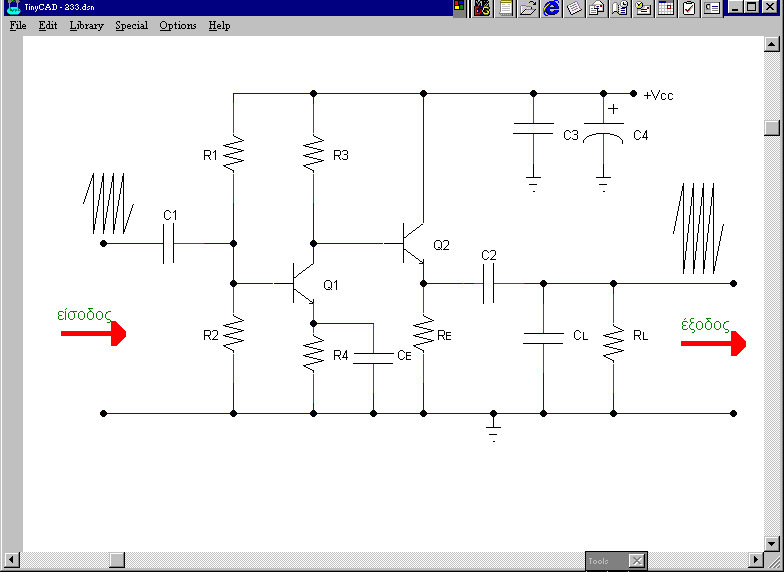 TinyCAD - 233.dsn
File Edit Library Special Options Help
+Vcc
+
C3 C4
R1 R3
C1
Q2
C2
Q1
είσοδος
έξοδος
R2 R4 CE RE CL RL
Tools